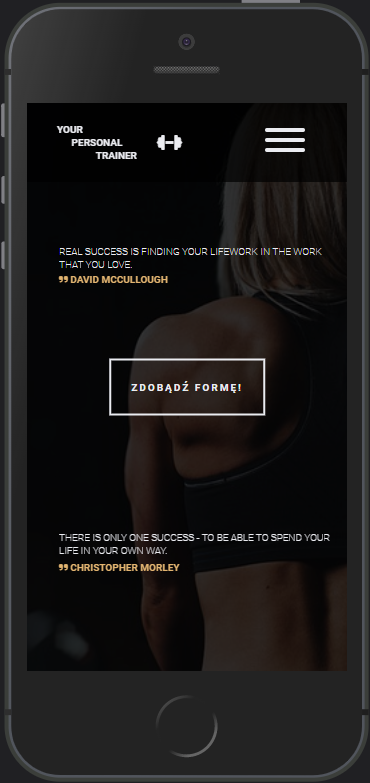 YOUR
PERSONAL
TRAINER
REAL SUCCESS IS FINDING YOUR LIFEWORK IN THE WORK
THAT YOU LOVE.
❞ DAVID MCCULLOUGH
ZDOBĄDŹ FORMĘ!
THERE IS ONLY ONE SUCCESS - TO BE ABLE TO SPEND YOUR
LIFE IN YOUR OWN WAY.
❞ CHRISTOPHER MORLEY